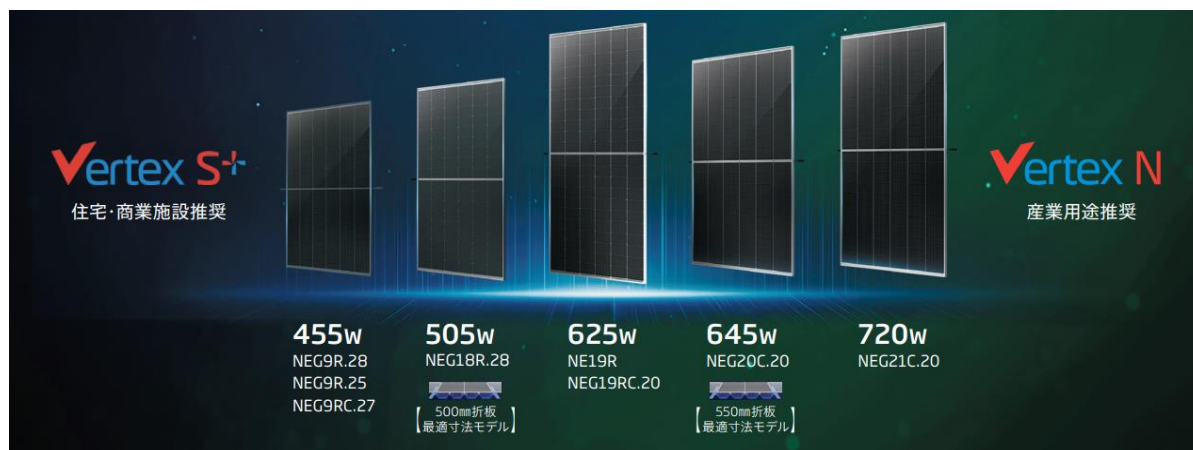 Vertex S+
住宅・商業施設推奨
Vertex N
産業用途推奨
455W
NEG9R.28
NEG9R.25
NEG9RC.27
505W
NEG18R.28
【500㎜折板
最適寸法モデル】
625W
NE19R
NEG19RC.20
645W
NEG20C.20
【550㎜折板
最適寸法モデル】
720W
NEG21C.20